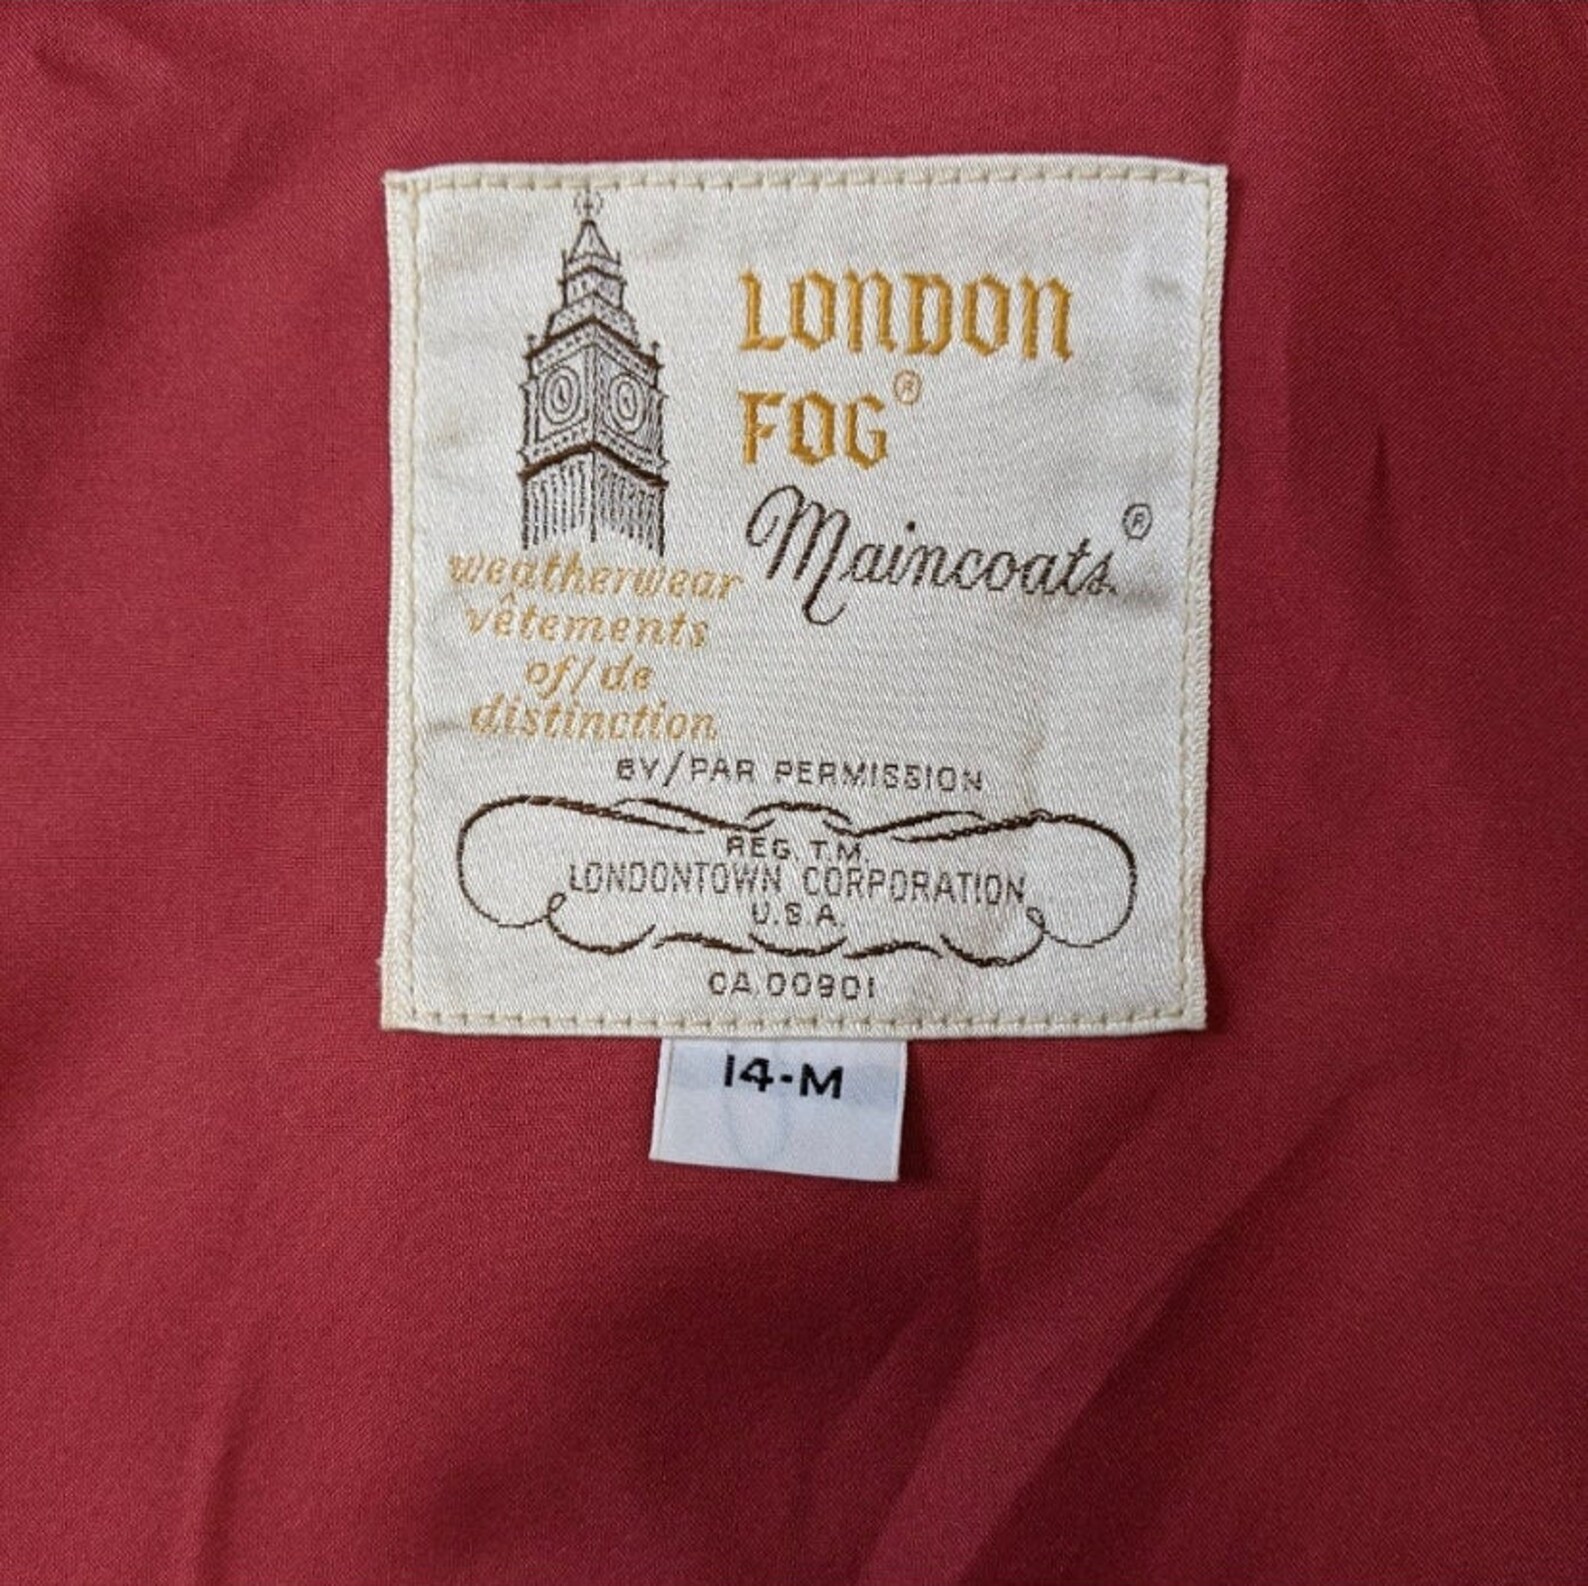 LONDON
FOG®
Maincoats®
weatherwear
vêtements
of/de
distinction
BY/PAR PERMISSION
REG. T.M.
LONDONTOWN CORPORATION
U.S.A.
CA 00901
14-M